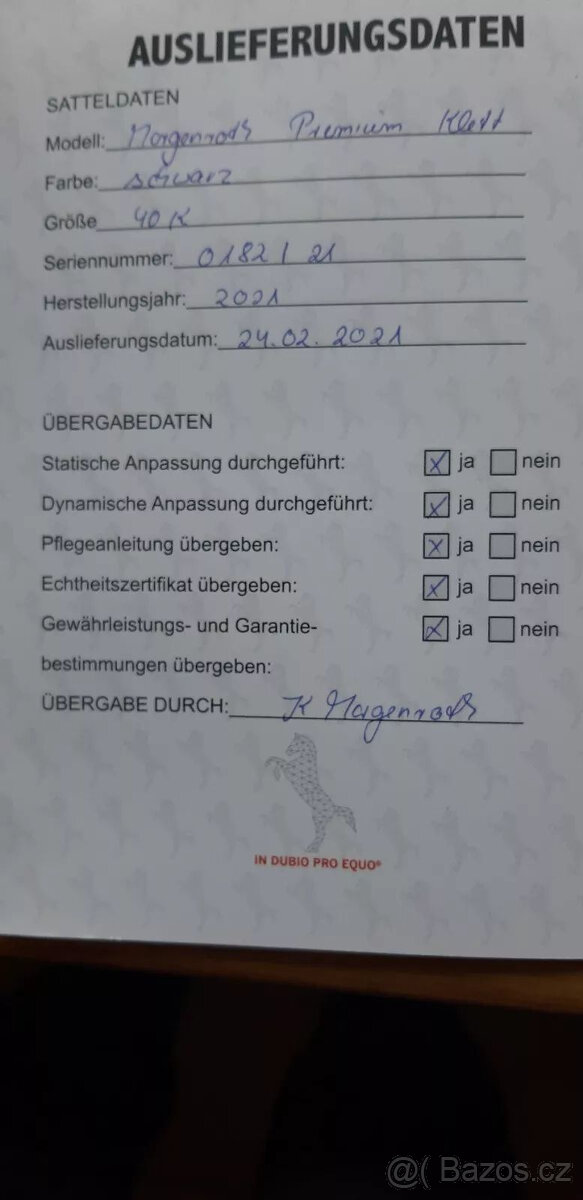 AUSLIEFERUNGSDATEN
SATTELDATEN
Modell: Morgenroth Premium Klett
Farbe: schwarz
Größe 40 K
Seriennummer: 0182 / 21
Herstellungsjahr: 2021
Auslieferungsdatum: 24.02.2021
ÜBERGABEDATEN
Statische Anpassung durchgeführt: X ja nein
Dynamische Anpassung durchgeführt: X ja nein
Pflegeanleitung übergeben: X ja nein
Echtheitszertifikat übergeben: X ja nein
Gewährleistungs- und Garantie- X ja nein
bestimmungen übergeben:
ÜBERGABE DURCH: K Morgenroth
IN DUBIO PRO EQUO®
@( Bazos.cz